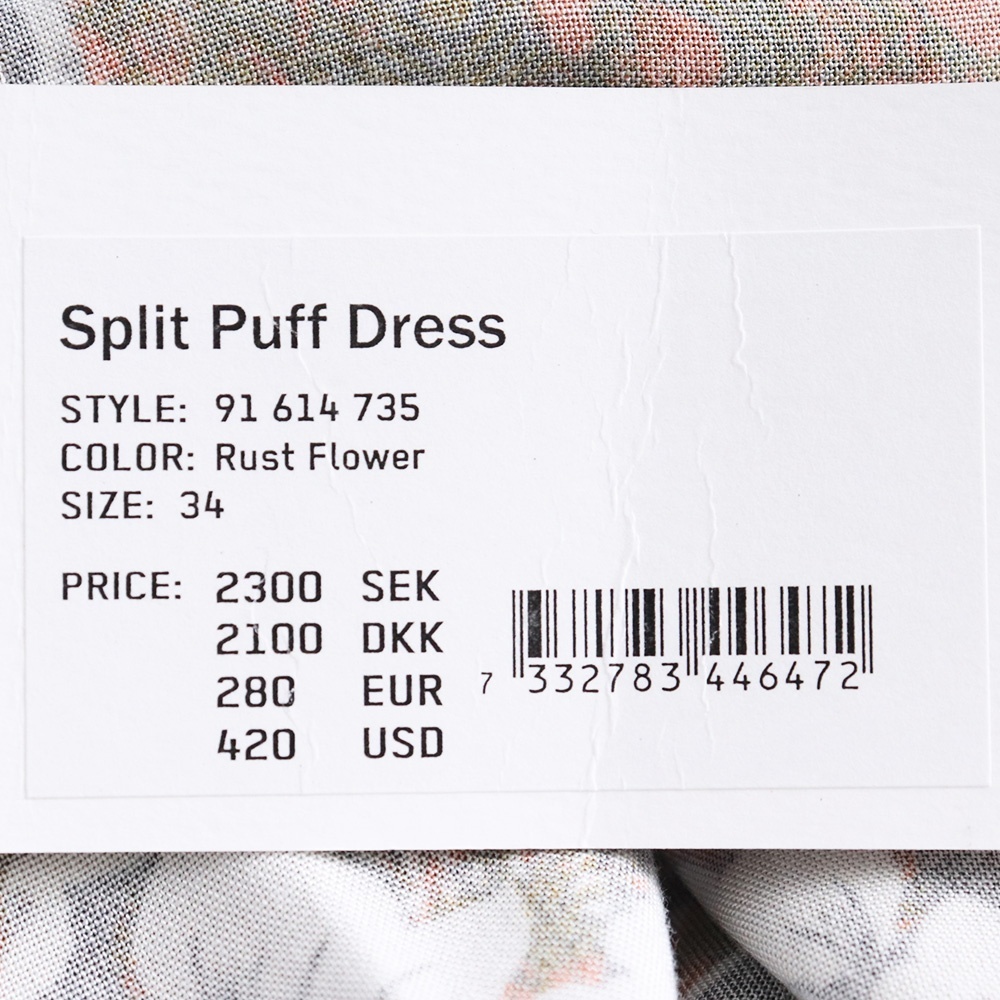 Split Puff Dress
STYLE: 91 614 735
COLOR: Rust Flower
SIZE: 34
PRICE: 2300 SEK
2100 DKK
280 EUR
420 USD
7 332783 446472